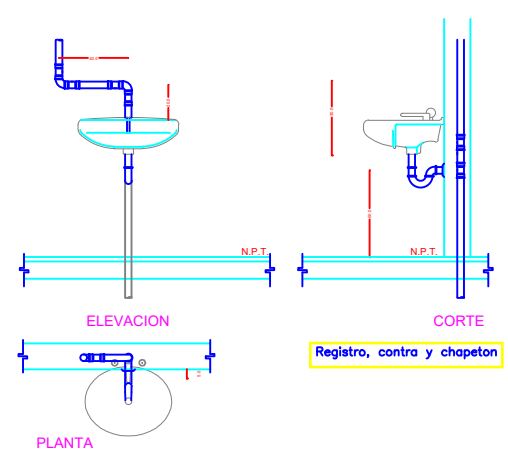 N.P.T.
N.P.T.
ELEVACION
CORTE
Registro, contra y chapeton
PLANTA